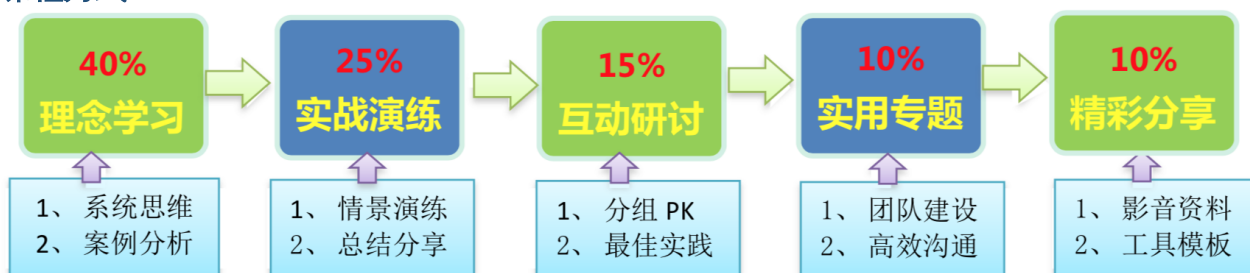 40%
理念学习
25%
实战演练
15%
互动研讨
10%
实用专题
10%
精彩分享
1、 系统思维
2、 案例分析
1、 情景演练
2、 总结分享
1、 分组 PK
2、 最佳实践
1、 团队建设
2、 高效沟通
1、 影音资料
2、 工具模板